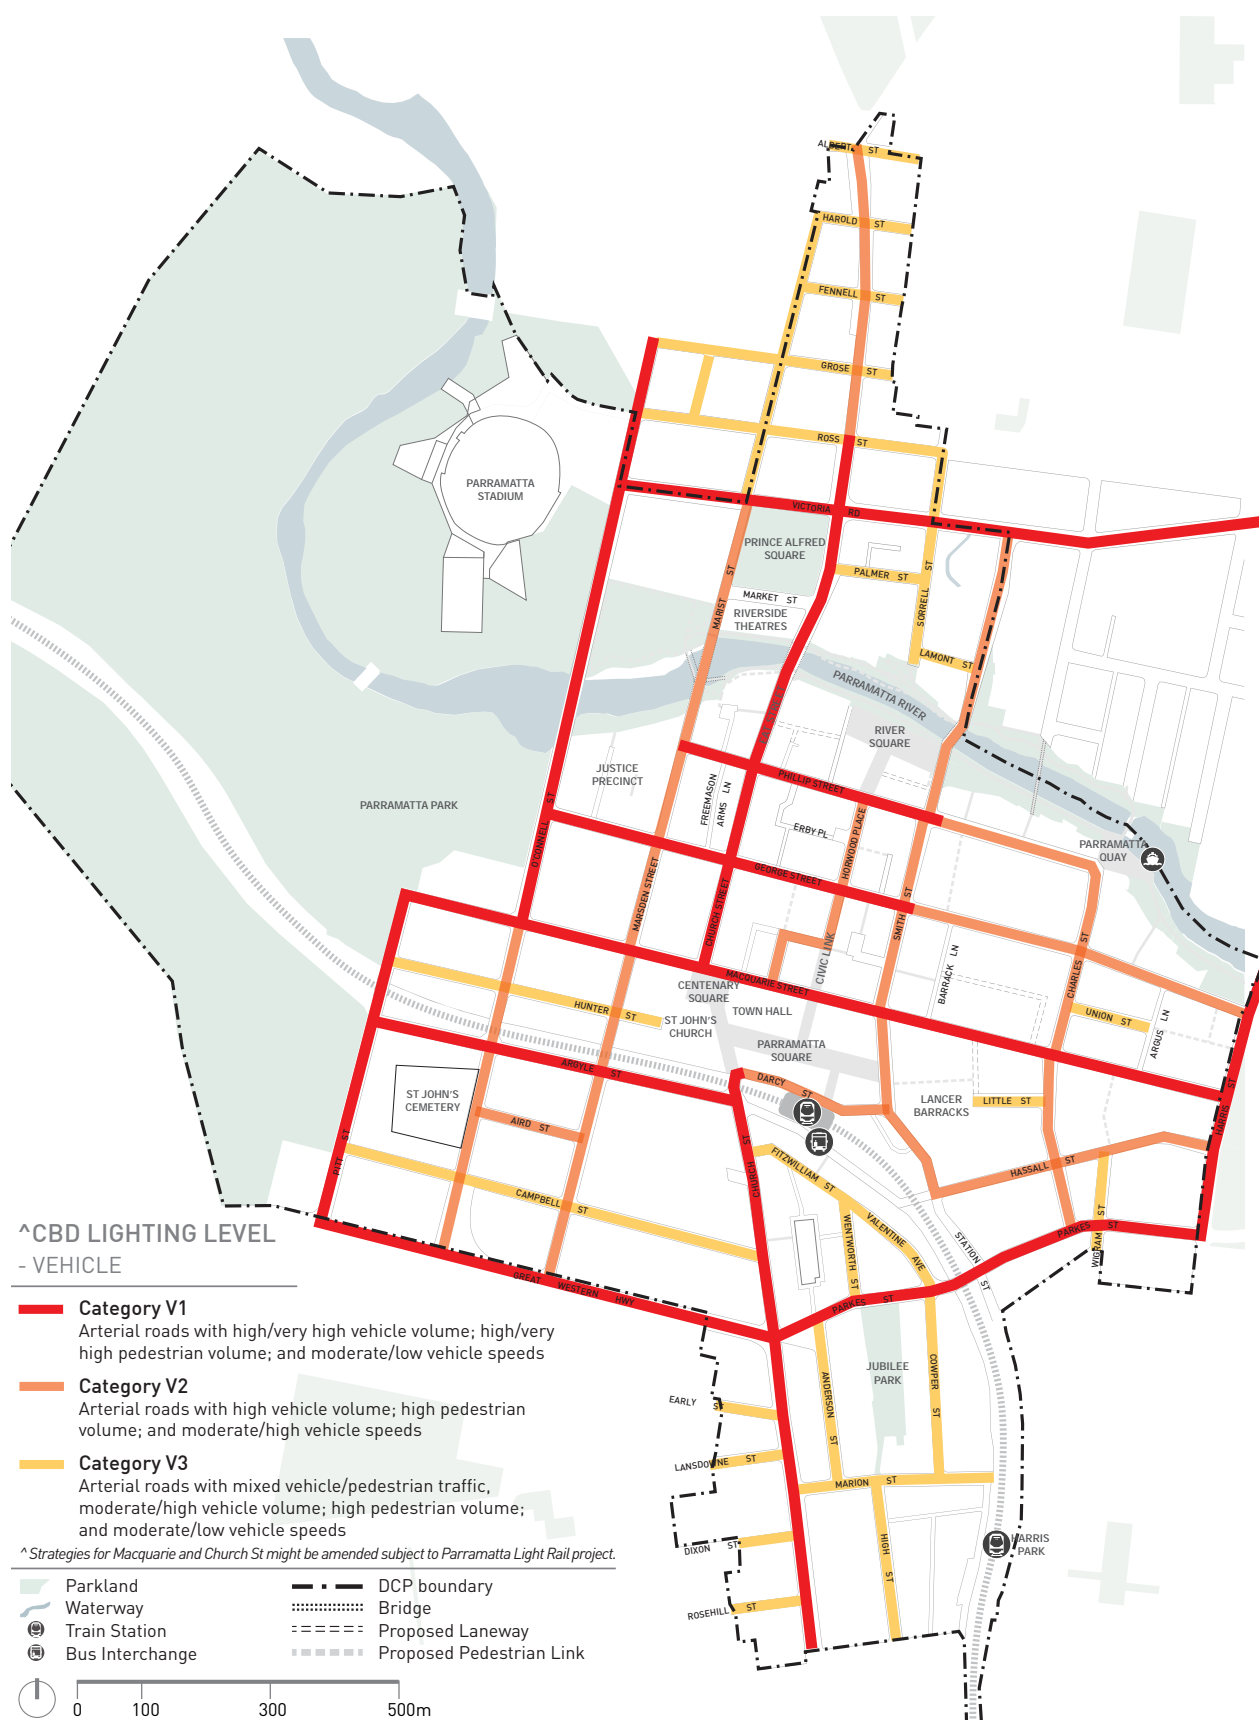 ALBERT ST
HAROLD ST
FENNELL ST
GROSE ST
ROSS ST
PARRAMATTA
STADIUM
VICTORIA RD
PRINCE ALFRED
SQUARE
PALMER ST
MARKET ST
RIVERSIDE
THEATRES
MARIST ST
SORRELL ST
LAMONT ST
PARRAMATTA RIVER
RIVER
SQUARE
JUSTICE
PRECINCT
PHILLIP STREET
FREEMASON
ARMS LN
PARRAMATTA PARK
ERBY PL
HORWOOD PLACE
O'CONNELL ST
PARRAMATTA
QUAY
GEORGE STREET
MARSDEN STREET
CHURCH STREET
SMITH ST
CIVIC LINK
BARRACK LN
CHARLES ST
MACQUARIE STREET
CENTENARY
SQUARE
TOWN HALL
HUNTER ST
ST JOHN'S
CHURCH
UNION ST
ARGUS LN
PARRAMATTA
SQUARE
ARGYLE ST
DARCY ST
ST JOHN'S
CEMETERY
LANCER
BARRACKS
LITTLE ST
HARRIS ST
AIRD ST
PITT ST
CHURCH ST
FITZWILLIAM ST
HASSALL ST
CAMPBELL ST
WENTWORTH ST
VALENTINE AVE
STATION ST
PARKES ST
WIGRAM ST
GREAT WESTERN HWY
PARKES ST
JUBILEE
PARK
ANDERSON ST
COWPER ST
EARLY ST
LANSDOWNE ST
MARION ST
DIXON ST
HIGH ST
HARRIS
PARK
ROSEHILL ST
^CBD LIGHTING LEVEL
- VEHICLE
Category V1
Arterial roads with high/very high vehicle volume; high/very
high pedestrian volume; and moderate/low vehicle speeds
Category V2
Arterial roads with high vehicle volume; high pedestrian
volume; and moderate/high vehicle speeds
Category V3
Arterial roads with mixed vehicle/pedestrian traffic,
moderate/high vehicle volume; high pedestrian volume;
and moderate/low vehicle speeds
^ Strategies for Macquarie and Church St might be amended subject to Parramatta Light Rail project.
Parkland
Waterway
Train Station
Bus Interchange
DCP boundary
Bridge
Proposed Laneway
Proposed Pedestrian Link
0 100 300 500m